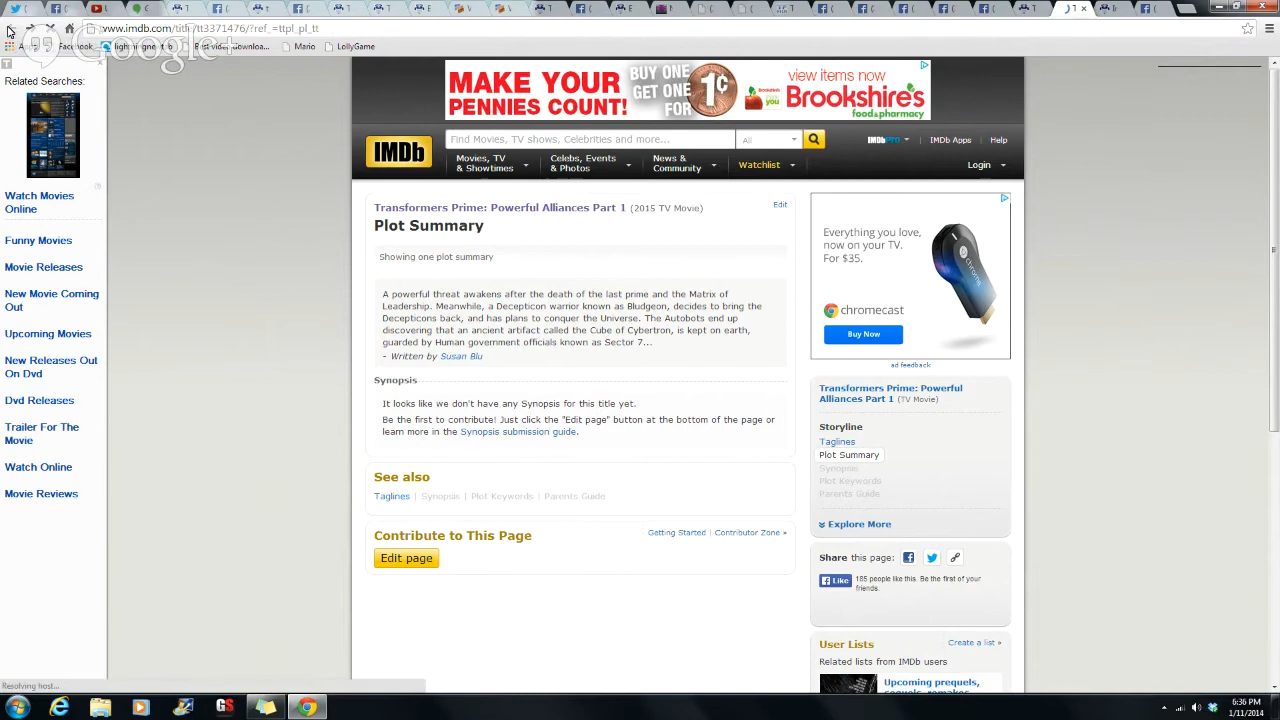 www.imdb.com/title/tt3371476/?ref_=ttpl_pl_tt
Facebook
Mario
LollyGame
Google+
Related Searches:
Watch Movies
Online
Funny Movies
Movie Releases
New Movie Coming
Out
Upcoming Movies
New Releases Out
On Dvd
Dvd Releases
Trailer For The
Movie
Watch Online
Movie Reviews
MAKE YOUR
PENNIES COUNT!
BUY ONE
GET ONE
FOR
1¢
view items now
Brookshire's
food & pharmacy
IMDb
Find Movies, TV shows, Celebrities and more...
All
IMDbPro
IMDb Apps
Help
Movies, TV
& Showtimes
Celebs, Events
& Photos
News &
Community
Watchlist
Login
Transformers Prime: Powerful Alliances Part 1 (2015 TV Movie)
Edit
Plot Summary
Showing one plot summary
A powerful threat awakens after the death of the last prime and the Matrix of
Leadership. Meanwhile, a Decepticon warrior known as Bludgeon, decides to bring the
Decepticons back, and has plans to conquer the Universe. The Autobots end up
discovering that an ancient artifact called the Cube of Cybertron, is kept on earth,
guarded by Human government officials known as Sector 7...
- Written by Susan Blu
Synopsis
It looks like we don't have any Synopsis for this title yet.
Be the first to contribute! Just click the "Edit page" button at the bottom of the page or
learn more in the Synopsis submission guide.
See also
Taglines | Synopsis | Plot Keywords | Parents Guide
Contribute to This Page
Getting Started | Contributor Zone »
Edit page
Everything you love,
now on your TV.
For $35.
chromecast
Buy Now
chrome
ad feedback
Transformers Prime: Powerful
Alliances Part 1 (TV Movie)
Storyline
Taglines
Plot Summary
Synopsis
Plot Keywords
Parents Guide
Explore More
Share this page:
Like
185 people like this. Be the first of your
friends.
User Lists
Create a list »
Related lists from IMDb users
Upcoming prequels,
sequels, remakes,
Resolving host...
6:36 PM
1/11/2014